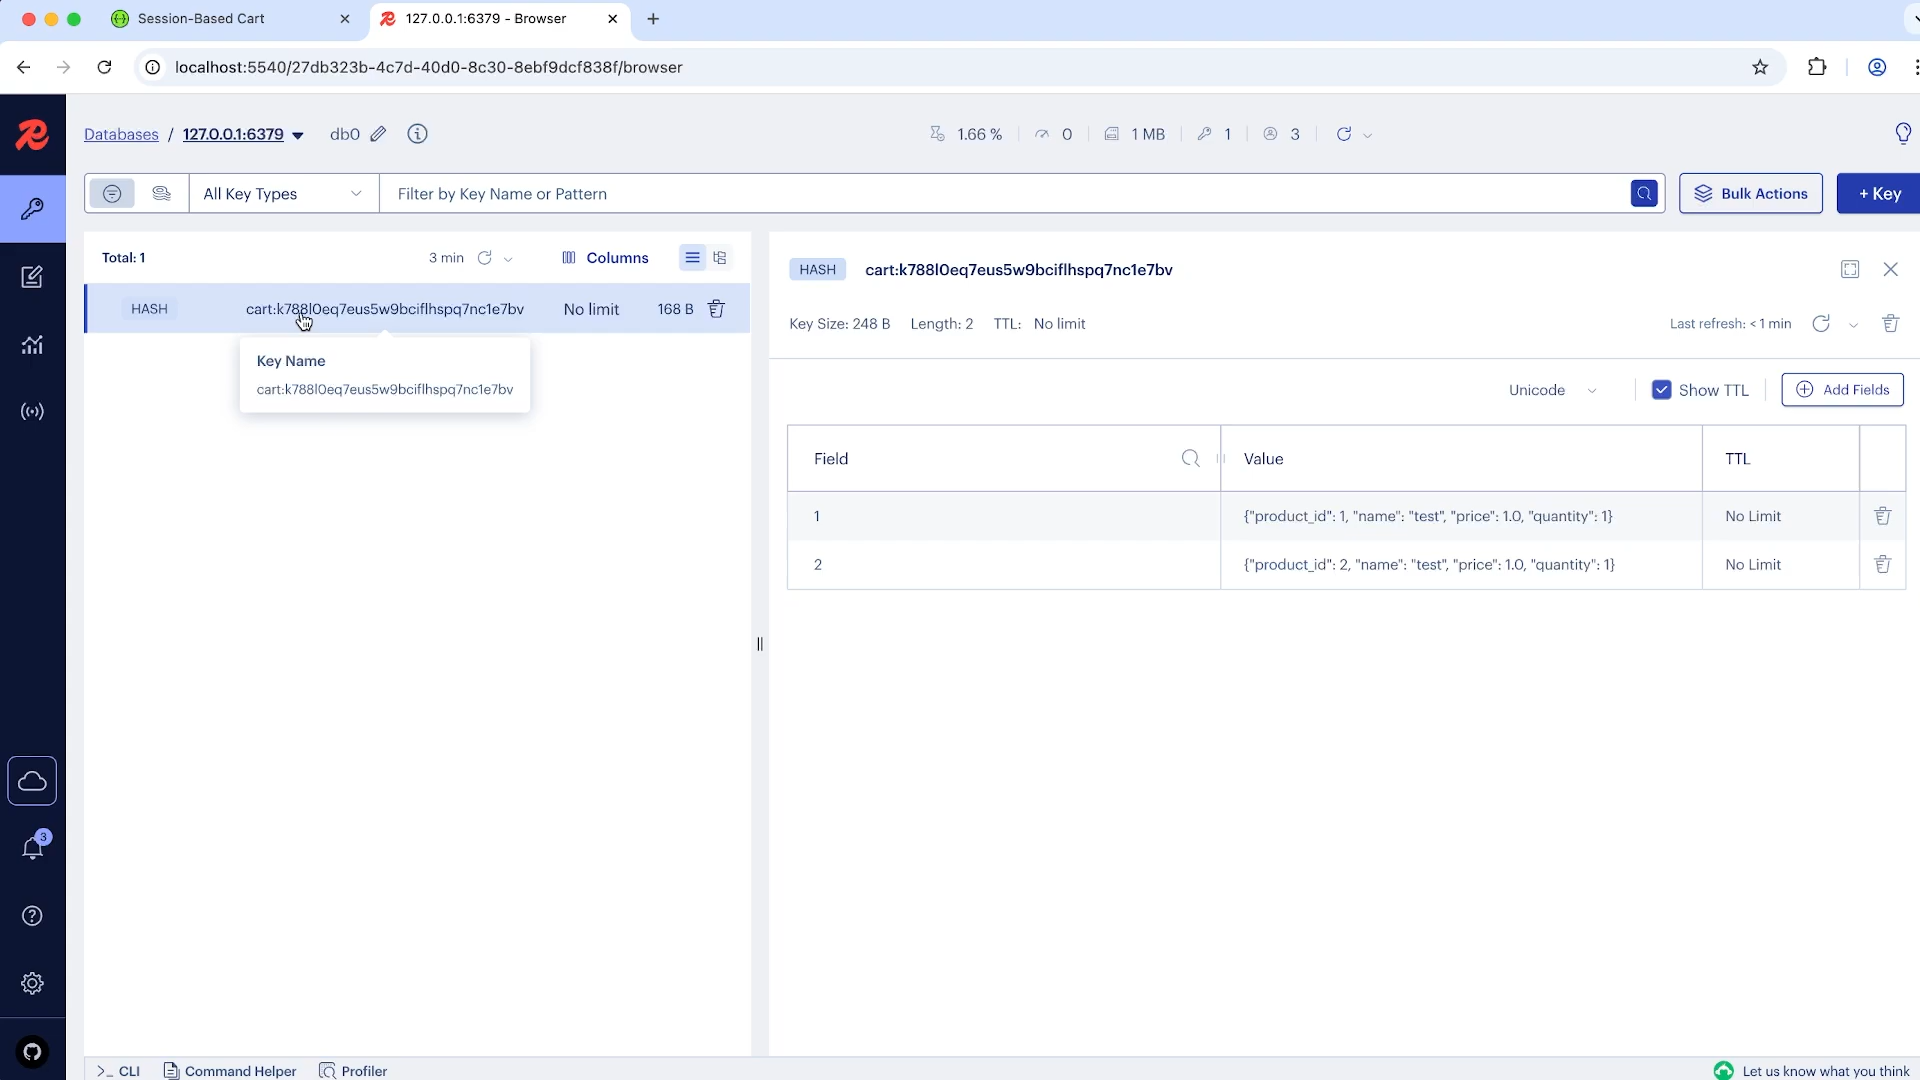 Session-Based Cart
127.0.0.1:6379 - Browser
localhost:5540/27db323b-4c7d-40d0-8c30-8ebf9dcf838f/browser
Databases / 127.0.0.1:6379 db0
1.66 % 0 1 MB 1 3
All Key Types
Filter by Key Name or Pattern
Bulk Actions
+ Key
Total: 1
3 min
Columns
HASH cart:k788l0eq7eus5w9bciflhspq7nc1e7bv No limit 168 B
Key Name
cart:k788l0eq7eus5w9bciflhspq7nc1e7bv
HASH cart:k788l0eq7eus5w9bciflhspq7nc1e7bv
Key Size: 248 B Length: 2 TTL: No limit
Last refresh: < 1 min
Unicode
Show TTL
Add Fields
Field Value TTL
1 {"product_id": 1, "name": "test", "price": 1.0, "quantity": 1} No Limit
2 {"product_id": 2, "name": "test", "price": 1.0, "quantity": 1} No Limit
3
>_ CLI
Command Helper
Profiler
Let us know what you think